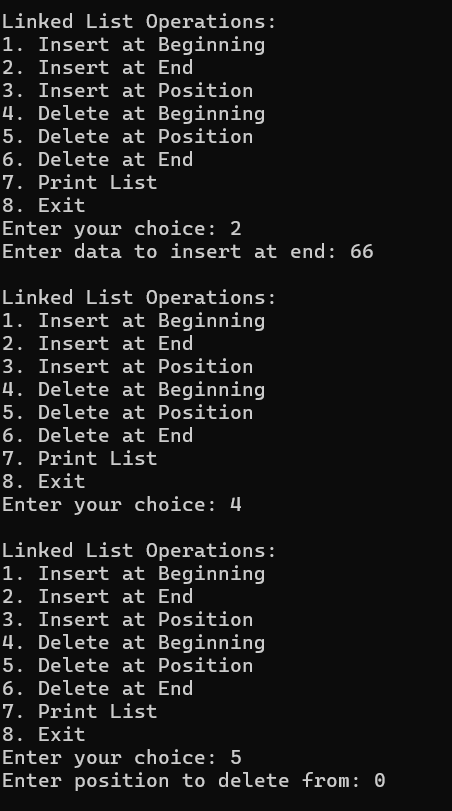 Linked List Operations:
1. Insert at Beginning
2. Insert at End
3. Insert at Position
4. Delete at Beginning
5. Delete at Position
6. Delete at End
7. Print List
8. Exit
Enter your choice: 2
Enter data to insert at end: 66

Linked List Operations:
1. Insert at Beginning
2. Insert at End
3. Insert at Position
4. Delete at Beginning
5. Delete at Position
6. Delete at End
7. Print List
8. Exit
Enter your choice: 4

Linked List Operations:
1. Insert at Beginning
2. Insert at End
3. Insert at Position
4. Delete at Beginning
5. Delete at Position
6. Delete at End
7. Print List
8. Exit
Enter your choice: 5
Enter position to delete from: 0